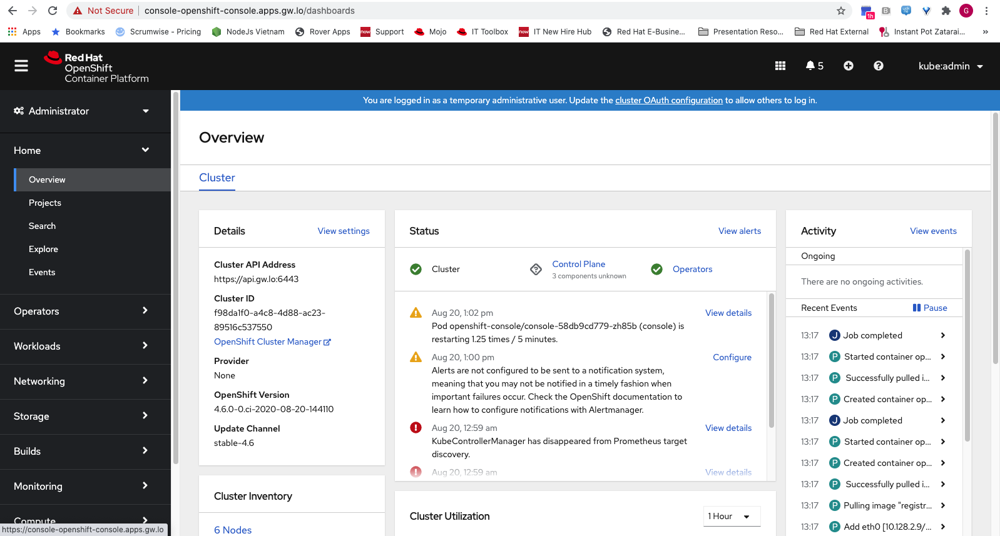 Not Secure
console-openshift-console.apps.gw.lo/dashboards
1h
G
Apps
Bookmarks
Scrumwise - Pricing
NodeJs Vietnam
Rover Apps
now
Support
Mojo
IT Toolbox
now
IT New Hire Hub
Red Hat E-Busine...
Presentation Reso...
Red Hat External
Instant Pot Zatarai...
»
Red Hat
OpenShift
Container Platform
5
kube:admin
Administrator
Home
Overview
Projects
Search
Explore
Events
Operators
Workloads
Networking
Storage
Builds
Monitoring
Compute
https://console-openshift-console.apps.gw.lo
You are logged in as a temporary administrative user. Update the cluster OAuth configuration to allow others to log in.
Overview
Cluster
Details
View settings
Cluster API Address
https://api.gw.lo:6443
Cluster ID
f98da1f0-a4c8-4d88-ac23-
89516c537550
OpenShift Cluster Manager
Provider
None
OpenShift Version
4.6.0-0.ci-2020-08-20-144110
Update Channel
stable-4.6
Cluster Inventory
6 Nodes
Status
View alerts
Cluster
Control Plane
3 components unknown
Operators
Aug 20, 1:02 pm
View details
Pod openshift-console/console-58db9cd779-zh85b (console) is
restarting 1.25 times / 5 minutes.
Aug 20, 1:00 pm
Configure
Alerts are not configured to be sent to a notification system,
meaning that you may not be notified in a timely fashion when
important failures occur. Check the OpenShift documentation to
learn how to configure notifications with Alertmanager.
Aug 20, 12:59 am
View details
KubeControllerManager has disappeared from Prometheus target
discovery.
Aug 20, 12:59 am
View details
Cluster Utilization
1 Hour
Activity
View events
Ongoing
There are no ongoing activities.
Recent Events
Pause
13:17 J Job completed
13:17 P Started container op...
13:17 P Successfully pulled i...
13:17 P Created container op...
13:17 J Job completed
13:17 P Started container op...
13:17 P Created container op...
13:17 P Successfully pulled i...
13:17 P Pulling image "registr...
13:17 P Add eth0 [10.128.2.9/...